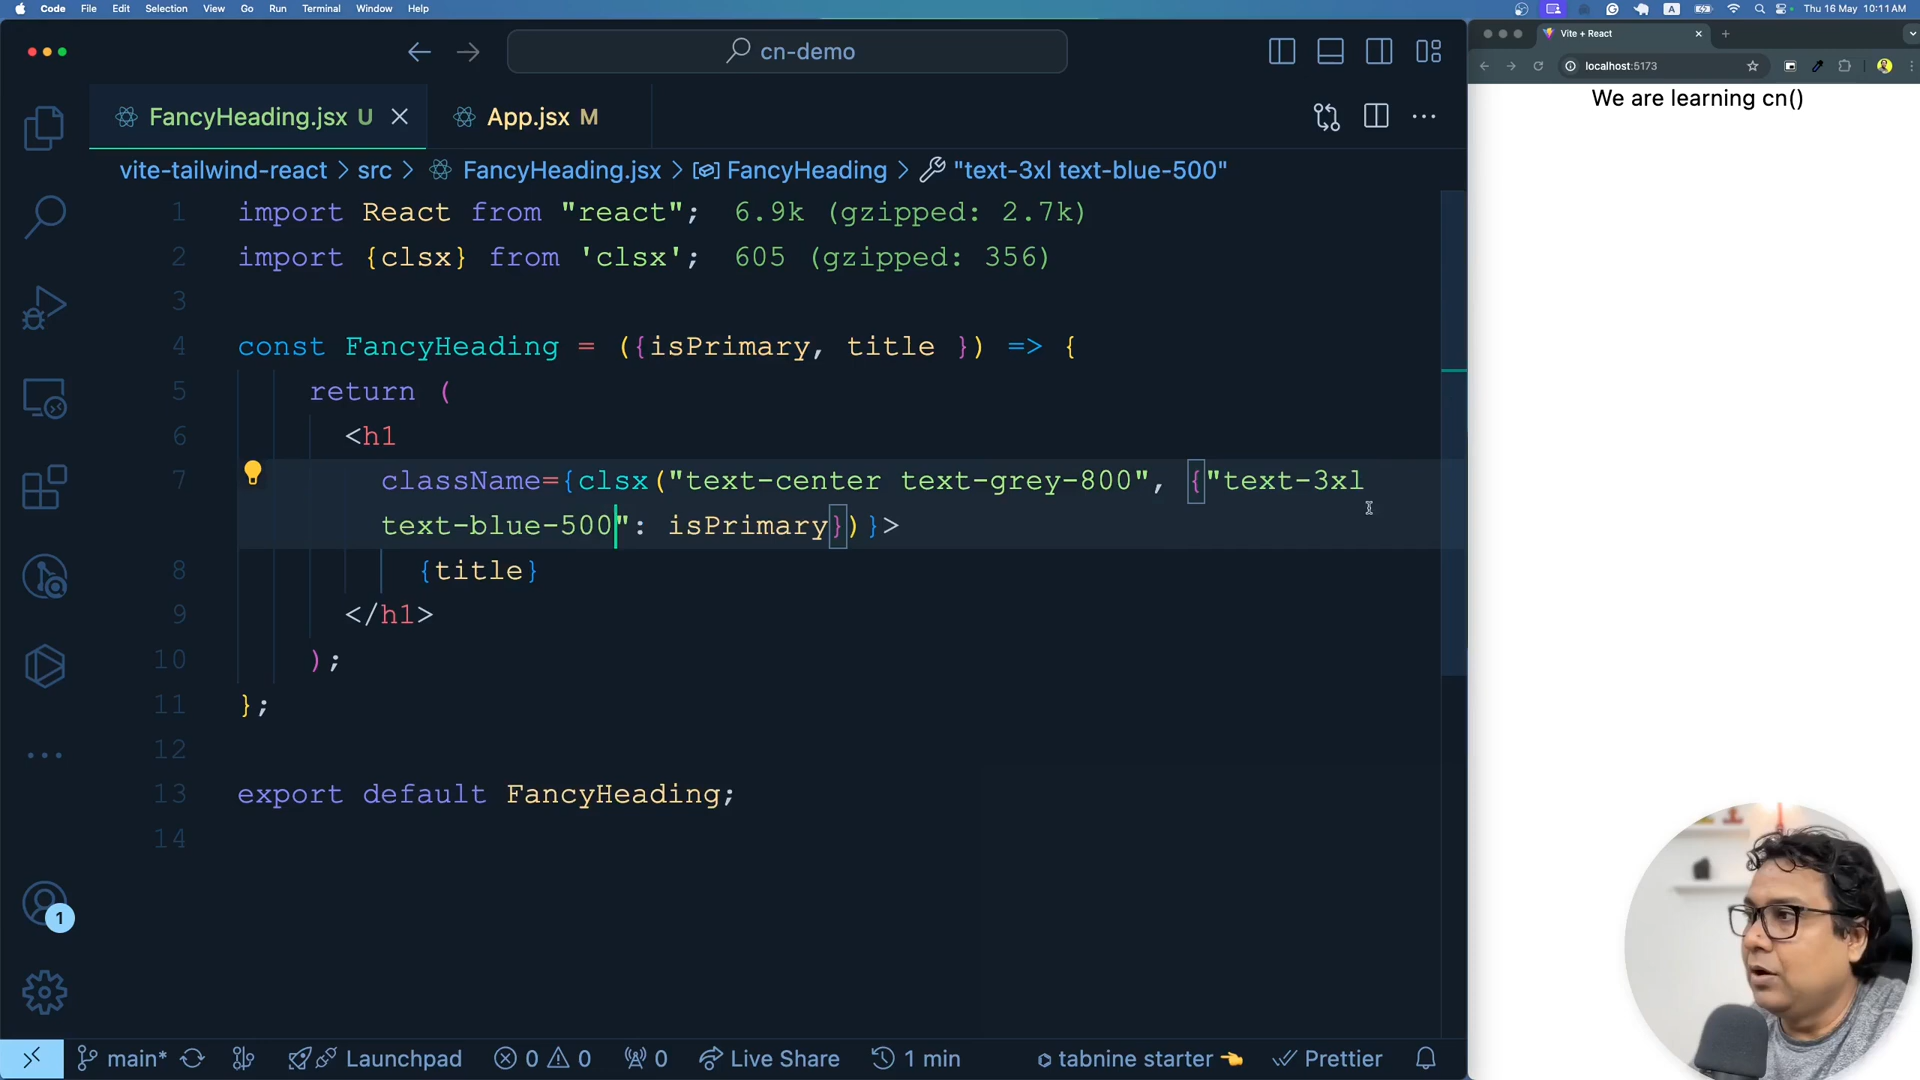 Code File Edit Selection View Go Run Terminal Window Help
A
Thu 16 May 10:11 AM
cn-demo
Vite + React
localhost:5173
FancyHeading.jsx U
App.jsx M
We are learning cn()
vite-tailwind-react > src > FancyHeading.jsx > FancyHeading > "text-3xl text-blue-500"
1 import React from "react"; 6.9k (gzipped: 2.7k)
2 import {clsx} from 'clsx'; 605 (gzipped: 356)
3
4 const FancyHeading = ({isPrimary, title }) => {
5 return (
6 <h1
7 className={clsx("text-center text-grey-800", {"text-3xl
text-blue-500": isPrimary}) }>
8 {title}
9 </h1>
10 );
11 };
12
13 export default FancyHeading;
14
1
main* Launchpad 0 0 0 Live Share 1 min tabnine starter Prettier